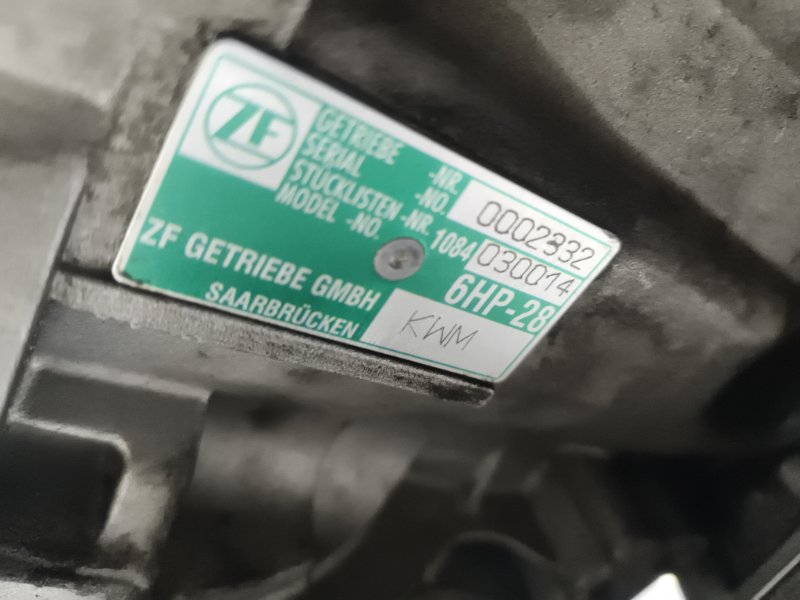 ZF
GETRIEBE -NR.
SERIAL -NO. 0002332
STÜCKLISTEN -NR.
MODEL -NO. 1084 030014
ZF GETRIEBE GMBH 6HP-28
SAARBRÜCKEN KWM